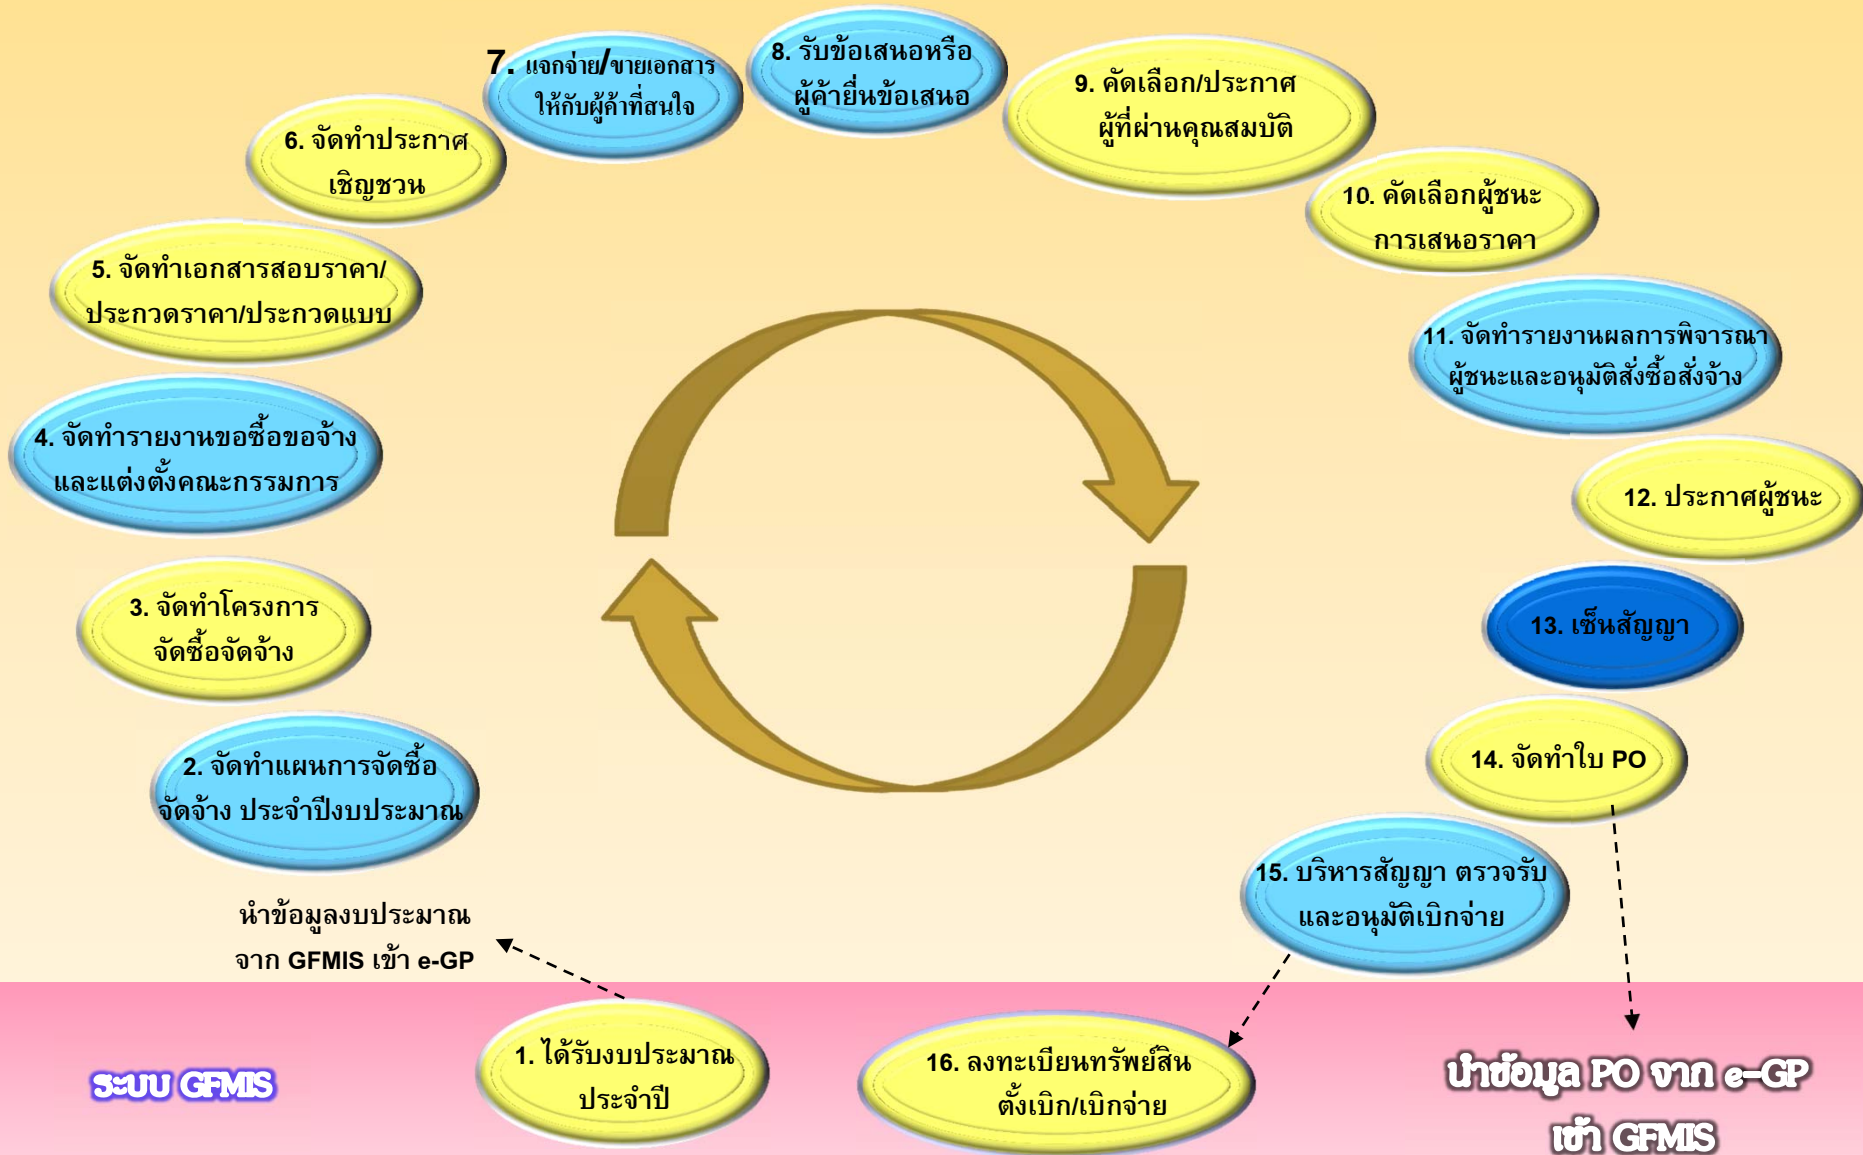 7. แจกจ่าย/ขายเอกสาร
ให้กับผู้ค้าที่สนใจ
8. รับข้อเสนอหรือ
ผู้ค้ายื่นข้อเสนอ
9. คัดเลือก/ประกาศ
ผู้ที่ผ่านคุณสมบัติ
6. จัดทำประกาศ
เชิญชวน
10. คัดเลือกผู้ชนะ
การเสนอราคา
5. จัดทำเอกสารสอบราคา/
ประกวดราคา/ประกวดแบบ
11. จัดทำรายงานผลการพิจารณา
ผู้ชนะและอนุมัติสั่งซื้อสั่งจ้าง
4. จัดทำรายงานขอซื้อขอจ้าง
และแต่งตั้งคณะกรรมการ
12. ประกาศผู้ชนะ
3. จัดทำโครงการ
จัดซื้อจัดจ้าง
13. เซ็นสัญญา
2. จัดทำแผนการจัดซื้อ
จัดจ้าง ประจำปีงบประมาณ
14. จัดทำใบ PO
15. บริหารสัญญา ตรวจรับ
และอนุมัติเบิกจ่าย
นำข้อมูลงบประมาณ
จาก GFMIS เข้า e-GP
ระบบ GFMIS
1. ได้รับงบประมาณ
ประจำปี
16. ลงทะเบียนทรัพย์สิน
ตั้งเบิก/เบิกจ่าย
นำข้อมูล PO จาก e-GP
เข้า GFMIS